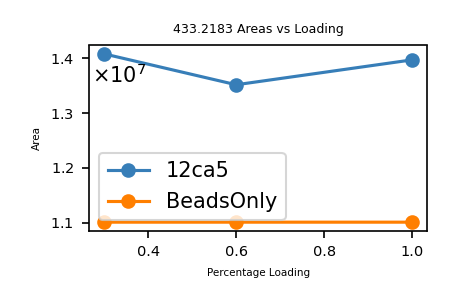 433.2183 Areas vs Loading
1.4
×10⁷
1.3
Area
1.2
12ca5
BeadsOnly
1.1
0.4 0.6 0.8 1.0
Percentage Loading